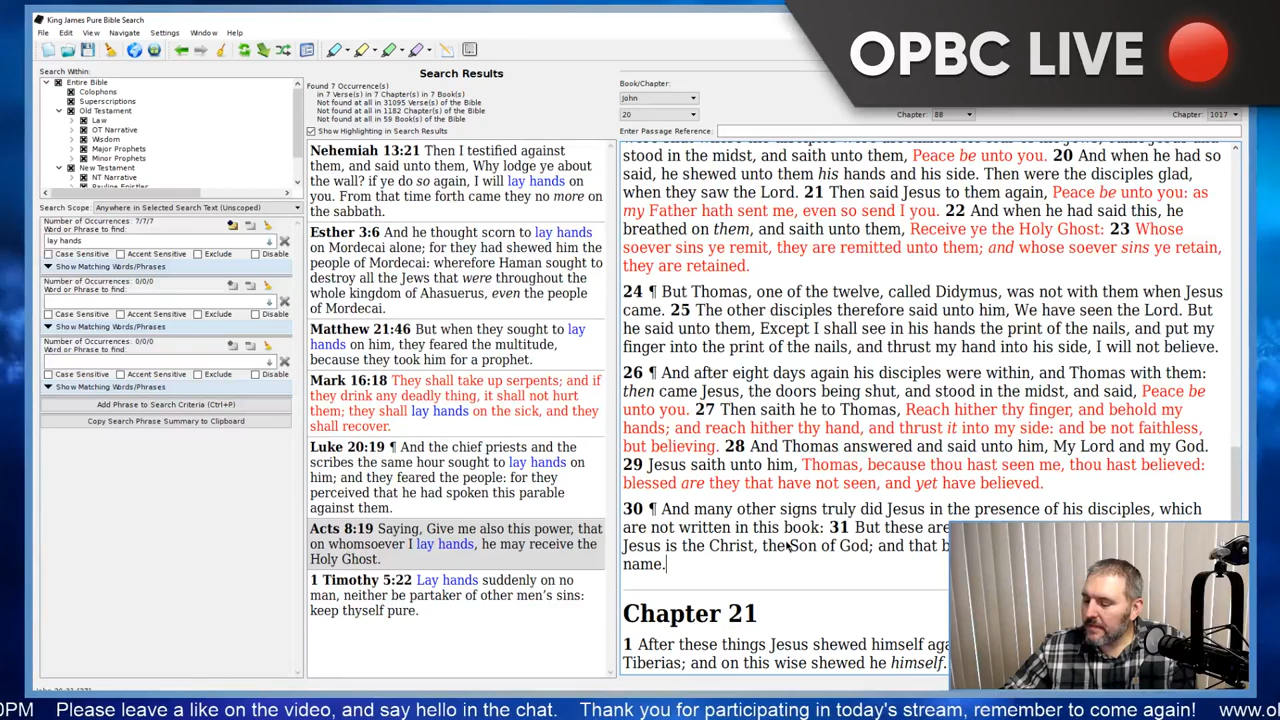 King James Pure Bible Search
File Edit View Navigate Settings Window Help
OPBC LIVE
Search Within:
Entire Bible
Colophons
Superscriptions
Old Testament
Law
OT Narrative
Wisdom
Major Prophets
Minor Prophets
New Testament
NT Narrative
Pauline Epistles
Search Scope: Anywhere in Selected Search Text (Unscoped)
Number of Occurrences: 7/7/7
Word or Phrase to find:
lay hands
Case Sensitive Accent Sensitive Exclude Disable
Show Matching Words/Phrases
Number of Occurrences: 0/0/0
Word or Phrase to find:
Case Sensitive Accent Sensitive Exclude Disable
Show Matching Words/Phrases
Number of Occurrences: 0/0/0
Word or Phrase to find:
Case Sensitive Accent Sensitive Exclude Disable
Show Matching Words/Phrases
Add Phrase to Search Criteria (Ctrl+P)
Copy Search Phrase Summary to Clipboard
Search Results
Found 7 Occurrence(s)
in 7 Verse(s) in 7 Chapter(s) in 7 Book(s)
Not found at all in 31095 Verse(s) of the Bible
Not found at all in 1182 Chapter(s) of the Bible
Not found at all in 59 Book(s) of the Bible
Show Highlighting in Search Results
Nehemiah 13:21 Then I testified against
them, and said unto them, Why lodge ye about
the wall? if ye do so again, I will lay hands on
you. From that time forth came they no more on
the sabbath.
Esther 3:6 And he thought scorn to lay hands
on Mordecai alone; for they had shewed him the
people of Mordecai: wherefore Haman sought to
destroy all the Jews that were throughout the
whole kingdom of Ahasuerus, even the people
of Mordecai.
Matthew 21:46 But when they sought to lay
hands on him, they feared the multitude,
because they took him for a prophet.
Mark 16:18 They shall take up serpents; and if
they drink any deadly thing, it shall not hurt
them; they shall lay hands on the sick, and they
shall recover.
Luke 20:19 ¶ And the chief priests and the
scribes the same hour sought to lay hands on
him; and they feared the people: for they
perceived that he had spoken this parable
against them.
Acts 8:19 Saying, Give me also this power, that
on whomsoever I lay hands, he may receive the
Holy Ghost.
1 Timothy 5:22 Lay hands suddenly on no
man, neither be partaker of other men's sins:
keep thyself pure.
Book/Chapter:
John
20 Chapter: 88 Chapter: 1017
Enter Passage Reference:
stood in the midst, and saith unto them, Peace be unto you. 20 And when he had so
said, he shewed unto them his hands and his side. Then were the disciples glad,
when they saw the Lord. 21 Then said Jesus to them again, Peace be unto you: as
my Father hath sent me, even so send I you. 22 And when he had said this, he
breathed on them, and saith unto them, Receive ye the Holy Ghost: 23 Whose
soever sins ye remit, they are remitted unto them; and whose soever sins ye retain,
they are retained.
24 ¶ But Thomas, one of the twelve, called Didymus, was not with them when Jesus
came. 25 The other disciples therefore said unto him, We have seen the Lord. But
he said unto them, Except I shall see in his hands the print of the nails, and put my
finger into the print of the nails, and thrust my hand into his side, I will not believe.
26 ¶ And after eight days again his disciples were within, and Thomas with them:
then came Jesus, the doors being shut, and stood in the midst, and said, Peace be
unto you. 27 Then saith he to Thomas, Reach hither thy finger, and behold my
hands; and reach hither thy hand, and thrust it into my side: and be not faithless,
but believing. 28 And Thomas answered and said unto him, My Lord and my God.
29 Jesus saith unto him, Thomas, because thou hast seen me, thou hast believed:
blessed are they that have not seen, and yet have believed.
30 ¶ And many other signs truly did Jesus in the presence of his disciples, which
are not written in this book: 31 But these are
Jesus is the Christ, the Son of God; and that b
name.
Chapter 21
1 After these things Jesus shewed himself aga
Tiberias; and on this wise shewed he himself.
0PM Please leave a like on the video, and say hello in the chat. Thank you for participating in today's stream, remember to come again! www.o